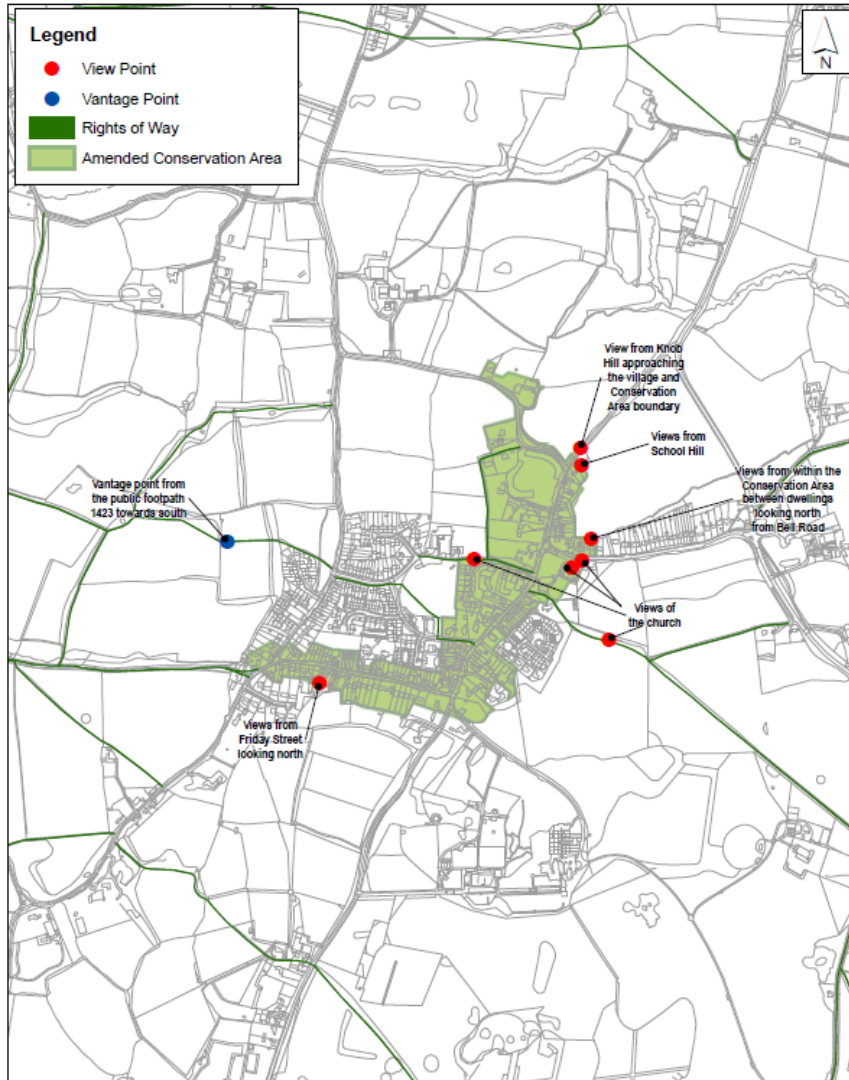 Legend
View Point
Vantage Point
Rights of Way
Amended Conservation Area
N
View from Knob
Hill approaching
the village and
Conservation
Area boundary
Views from
School Hill
Views from within the
Conservation Area
between dwellings
looking north
from Bell Road
Vantage point from
the public footpath
1423 towards south
Views of
the church
Views from
Friday Street
looking north